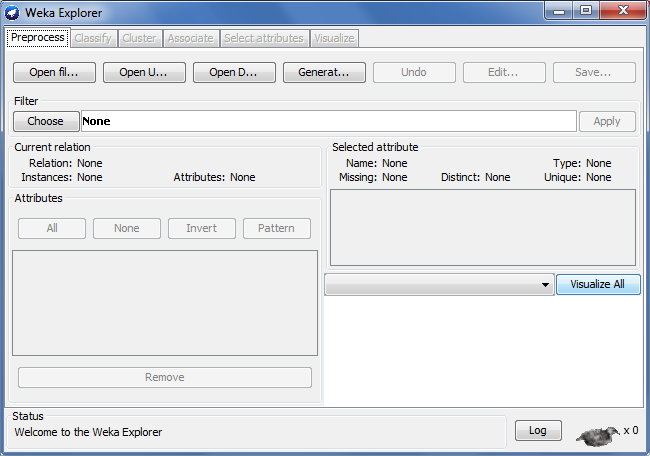 Weka Explorer
Preprocess Classify Cluster Associate Select attributes Visualize
Open fil... Open U... Open D... Generat... Undo Edit... Save...
Filter
Choose None Apply
Current relation
Relation: None
Instances: None Attributes: None
Selected attribute
Name: None Type: None
Missing: None Distinct: None Unique: None
Attributes
All None Invert Pattern
Visualize All
Remove
Status
Welcome to the Weka Explorer
Log x 0